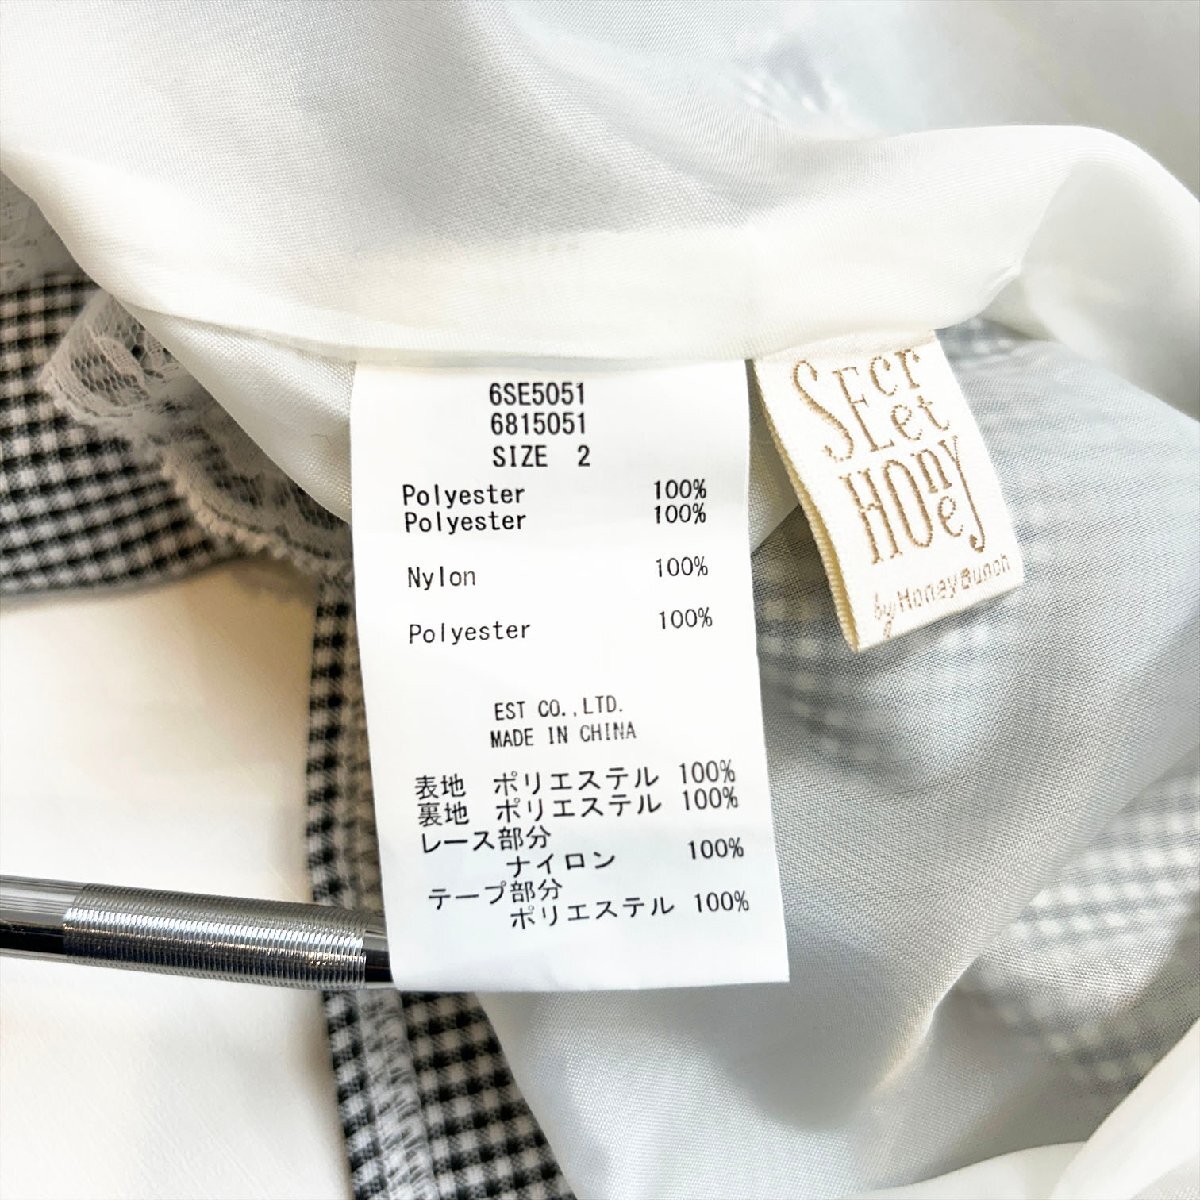 6SE5051
6815051
SIZE 2
Polyester 100%
Polyester 100%
Nylon 100%
Polyester 100%
EST CO.,LTD.
MADE IN CHINA
表地 ポリエステル 100%
裏地 ポリエステル 100%
レース部分
ナイロン 100%
テープ部分
ポリエステル 100%
SEcr
Let
HOney
by Honey Bunch